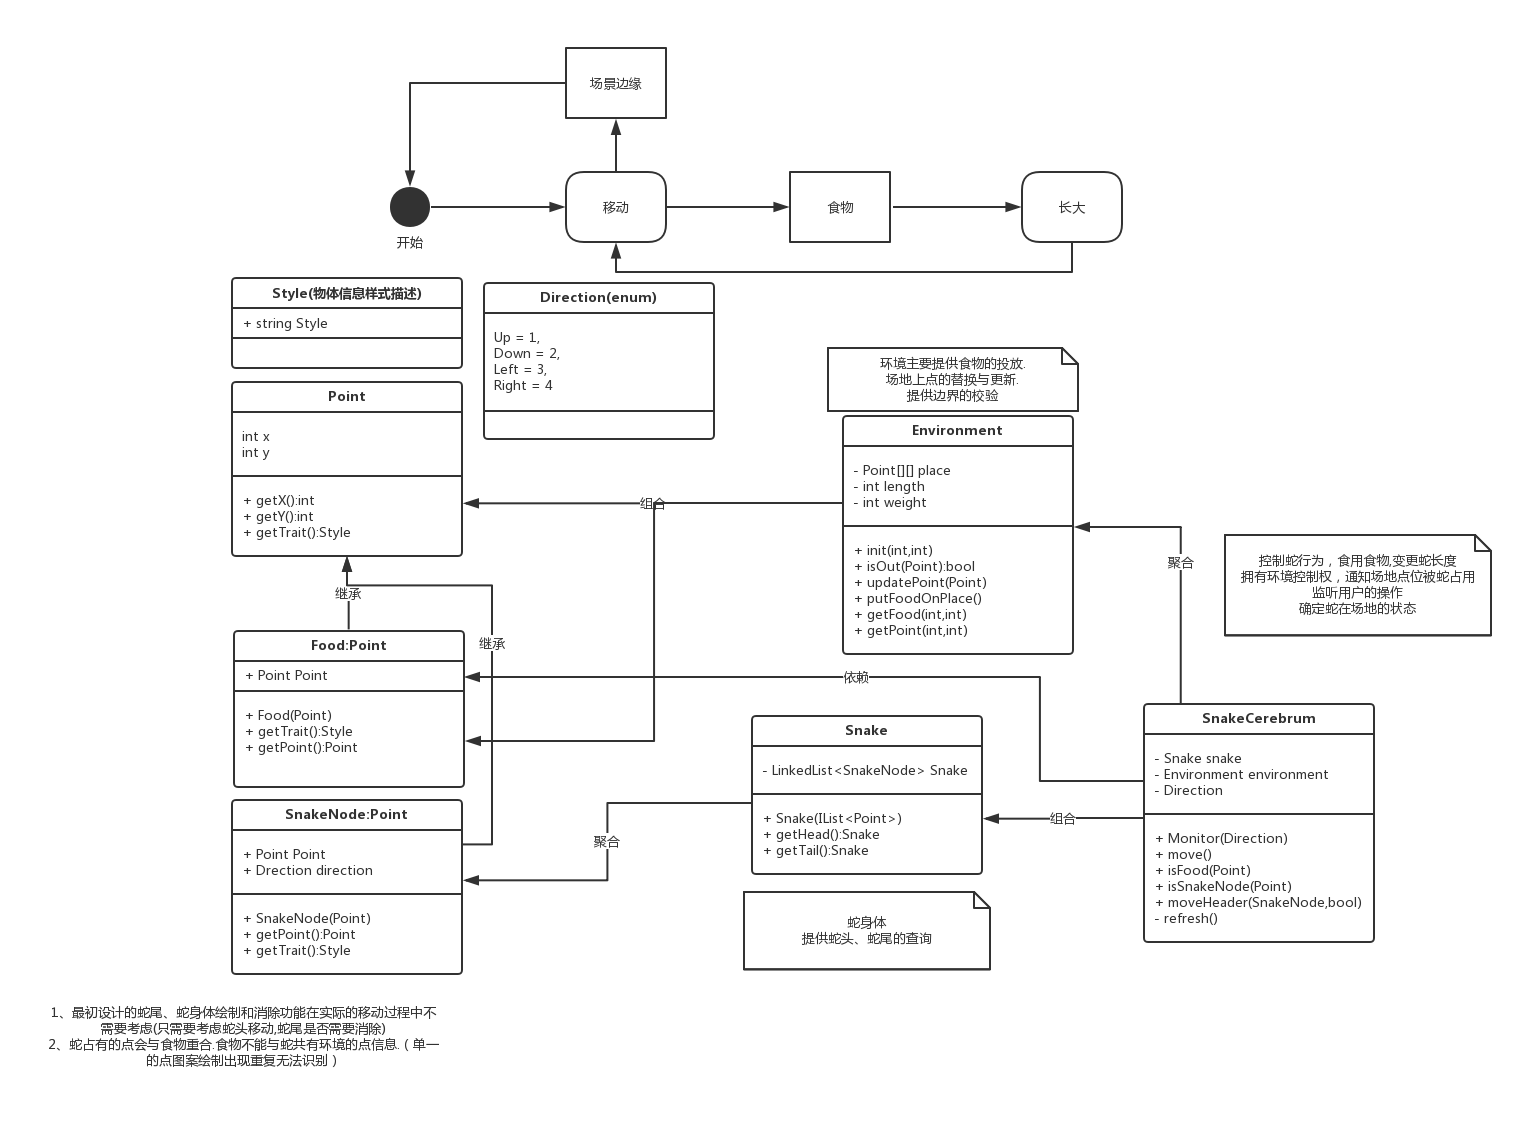 场景边缘
移动
食物
长大
开始
Style(物体信息样式描述)
+ string Style
Direction(enum)
Up = 1,
Down = 2,
Left = 3,
Right = 4
Point
int x
int y
+ getX():int
+ getY():int
+ getTrait():Style
环境主要提供食物的投放.
场地上点的替换与更新.
提供边界的校验
Environment
- Point[][] place
- int length
- int weight
+ init(int,int)
+ isOut(Point):bool
+ updatePoint(Point)
+ putFoodOnPlace()
+ getFood(int,int)
+ getPoint(int,int)
组合
聚合
控制蛇行为，食用食物,变更蛇长度
拥有环境控制权，通知场地点位被蛇占用
监听用户的操作
确定蛇在场地的状态
继承
继承
Food:Point
+ Point Point
+ Food(Point)
+ getTrait():Style
+ getPoint():Point
依赖
Snake
- LinkedList<SnakeNode> Snake
+ Snake(IList<Point>)
+ getHead():Snake
+ getTail():Snake
SnakeCerebrum
- Snake snake
- Environment environment
- Direction
+ Monitor(Direction)
+ move()
+ isFood(Point)
+ isSnakeNode(Point)
+ moveHeader(SnakeNode,bool)
- refresh()
组合
聚合
SnakeNode:Point
+ Point Point
+ Drection direction
+ SnakeNode(Point)
+ getPoint():Point
+ getTrait():Style
蛇身体
提供蛇头、蛇尾的查询
1、最初设计的蛇尾、蛇身体绘制和消除功能在实际的移动过程中不
需要考虑(只需要考虑蛇头移动,蛇尾是否需要消除)
2、蛇占有的点会与食物重合.食物不能与蛇共有环境的点信息.（单一
的点图案绘制出现重复无法识别）